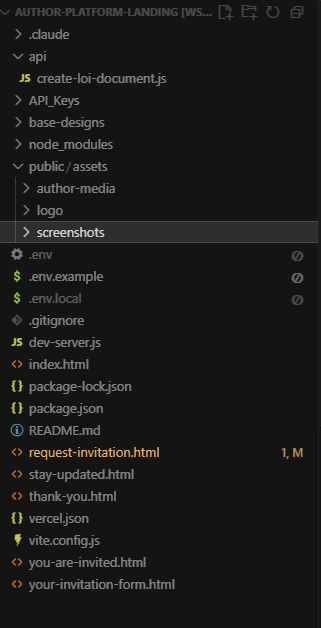 AUTHOR-PLATFORM-LANDING [WS...
.claude
api
JS create-loi-document.js
API_Keys
base-designs
node_modules
public / assets
author-media
logo
screenshots
.env
$ .env.example
$ .env.local
.gitignore
JS dev-server.js
<> index.html
{} package-lock.json
{} package.json
README.md
<> request-invitation.html 1, M
<> stay-updated.html
<> thank-you.html
{} vercel.json
vite.config.js
<> you-are-invited.html
<> your-invitation-form.html